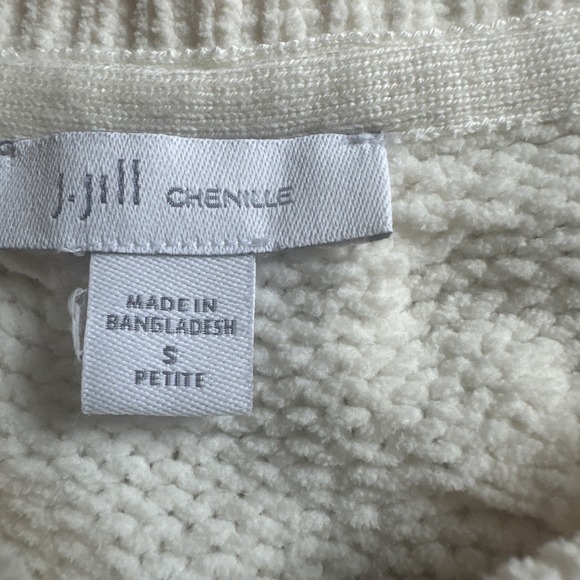 J.Jill CHENILLE
MADE IN
BANGLADESH
S
PETITE